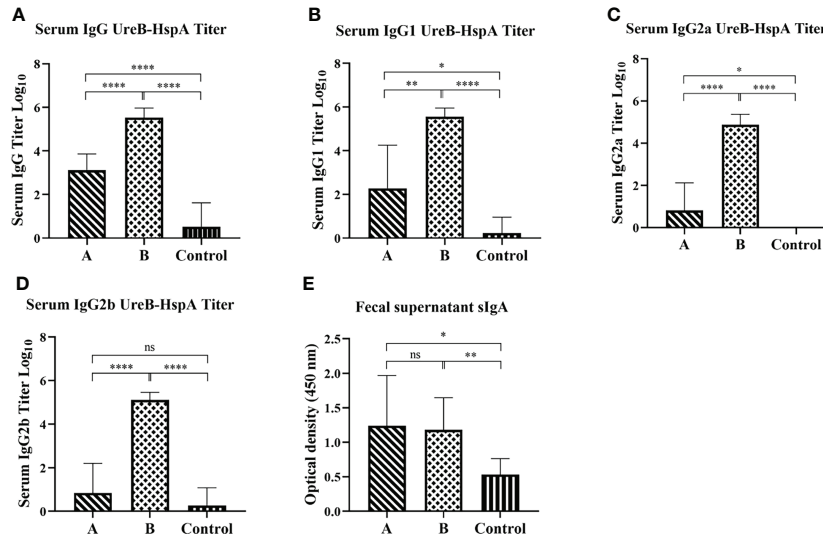 A
Serum IgG UreB-HspA Titer
Serum IgG Titer Log10
8
6
4
2
0
****
**** ****
A B Control
B
Serum IgG1 UreB-HspA Titer
Serum IgG1 Titer Log10
8
6
4
2
0
*
** ****
A B Control
C
Serum IgG2a UreB-HspA Titer
Serum IgG2a Titer Log10
8
6
4
2
0
*
**** ****
A B Control
D
Serum IgG2b UreB-HspA Titer
Serum IgG2b Titer Log10
8
6
4
2
0
ns
**** ****
A B Control
E
Fecal supernatant sIgA
Optical density (450 nm)
2.5
2.0
1.5
1.0
0.5
0.0
*
ns **
A B Control